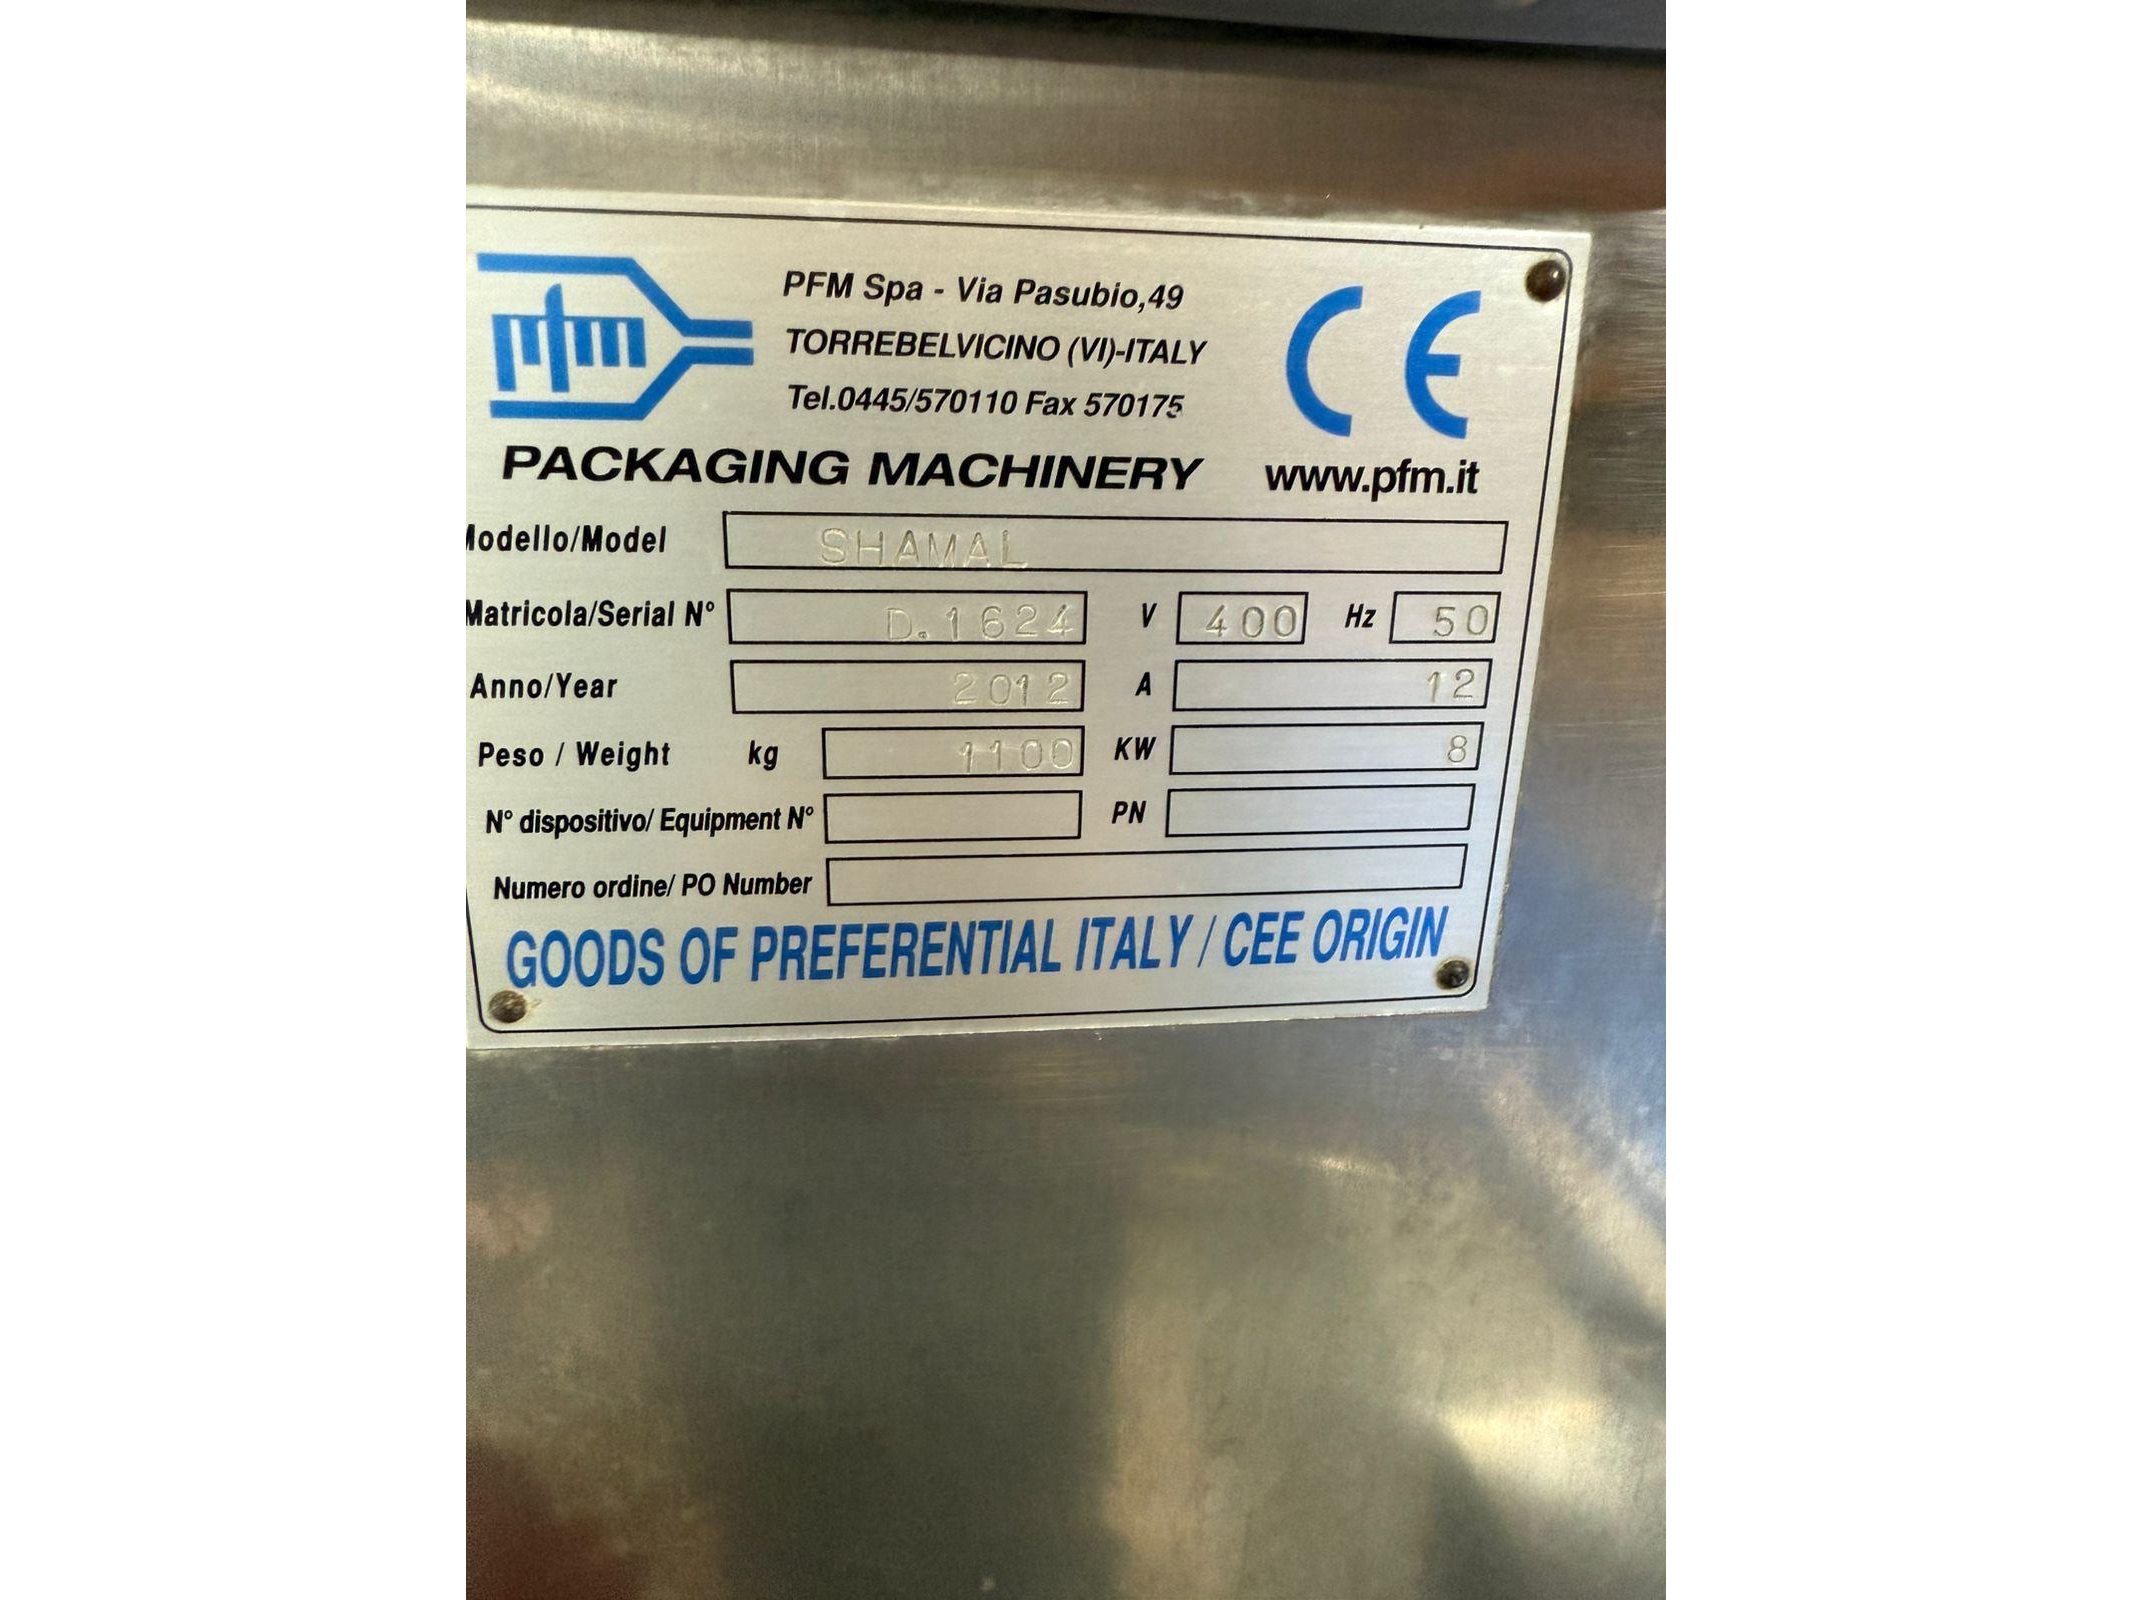 pfm
PFM Spa - Via Pasubio,49
TORREBELVICINO (VI)-ITALY
Tel.0445/570110 Fax 570175
CE
PACKAGING MACHINERY www.pfm.it
Modello/Model SHAMAL
Matricola/Serial N° D.1624 V 400 Hz 50
Anno/Year 2012 A 12
Peso / Weight kg 1100 KW 8
N° dispositivo/ Equipment N° PN
Numero ordine/ PO Number
GOODS OF PREFERENTIAL ITALY / CEE ORIGIN